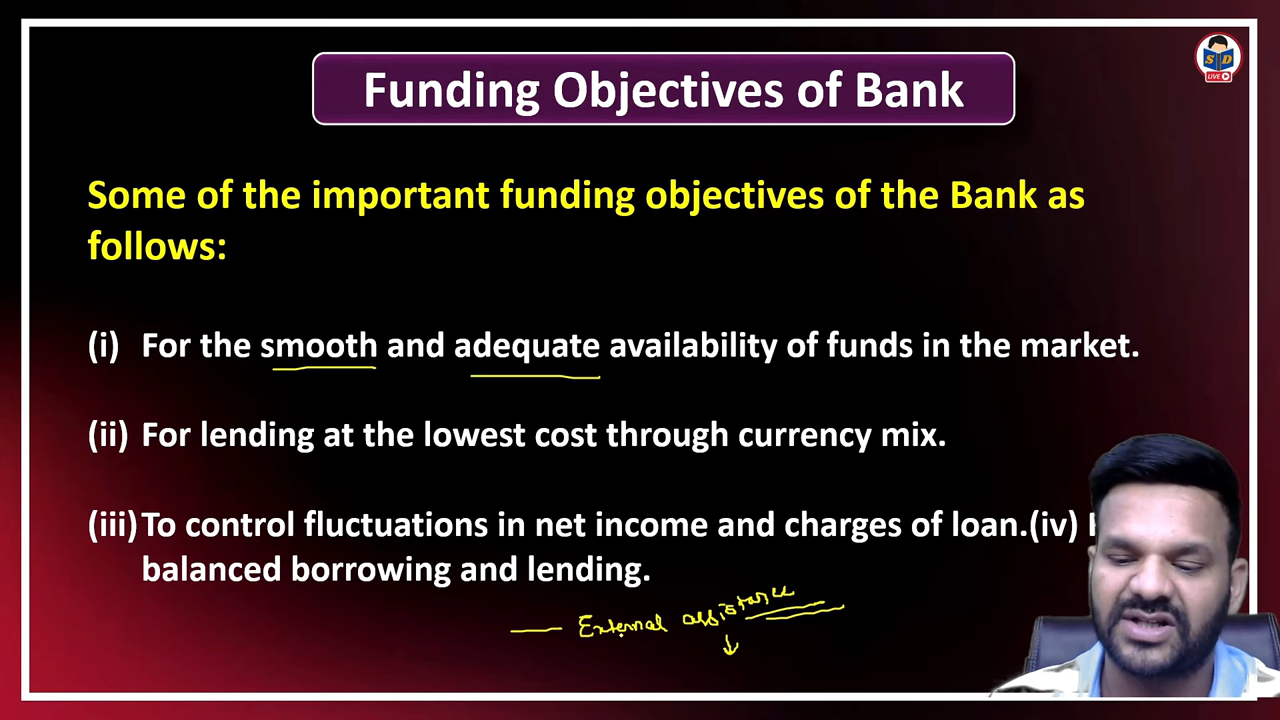 S D
LIVE
Funding Objectives of Bank
Some of the important funding objectives of the Bank as
follows:
(i) For the smooth and adequate availability of funds in the market.
(ii) For lending at the lowest cost through currency mix.
(iii) To control fluctuations in net income and charges of loan.(iv)
balanced borrowing and lending.
— External assistance